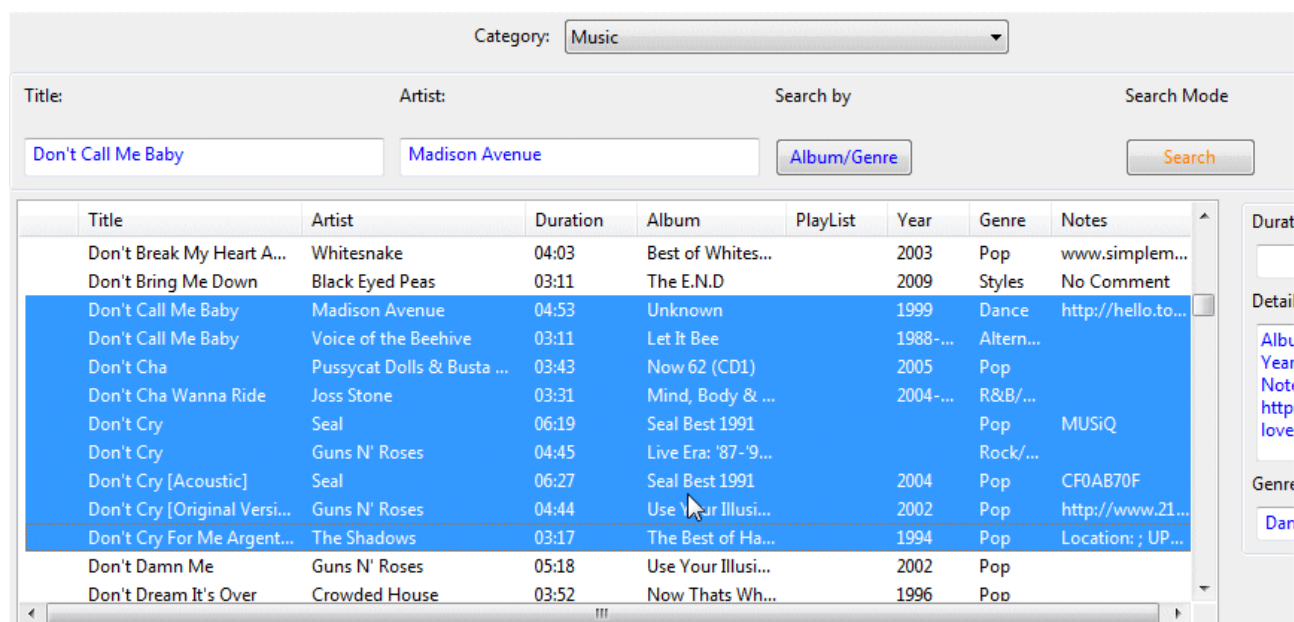 Category: Music
Title: Artist: Search by Search Mode
Don't Call Me Baby Madison Avenue Album/Genre Search
Title Artist Duration Album PlayList Year Genre Notes Durat
Don't Break My Heart A... Whitesnake 04:03 Best of Whites... 2003 Pop www.simplem...
Don't Bring Me Down Black Eyed Peas 03:11 The E.N.D 2009 Styles No Comment
Don't Call Me Baby Madison Avenue 04:53 Unknown 1999 Dance http://hello.to... Detail
Don't Call Me Baby Voice of the Beehive 03:11 Let It Bee 1988-... Altern... Albu
Don't Cha Pussycat Dolls & Busta ... 03:43 Now 62 (CD1) 2005 Pop Year
Don't Cha Wanna Ride Joss Stone 03:31 Mind, Body & ... 2004-... R&B/... Note
http
Don't Cry Seal 06:19 Seal Best 1991 Pop MUSiQ love
Don't Cry Guns N' Roses 04:45 Live Era: '87-'9... Rock/...
Don't Cry [Acoustic] Seal 06:27 Seal Best 1991 2004 Pop CF0AB70F Genre
Don't Cry [Original Versi... Guns N' Roses 04:44 Use Your Illusi... 2002 Pop http://www.21... Dan
Don't Cry For Me Argent... The Shadows 03:17 The Best of Ha... 1994 Pop Location: ; UP...
Don't Damn Me Guns N' Roses 05:18 Use Your Illusi... 2002 Pop
Don't Dream It's Over Crowded House 03:52 Now Thats Wh... 1996 Pop